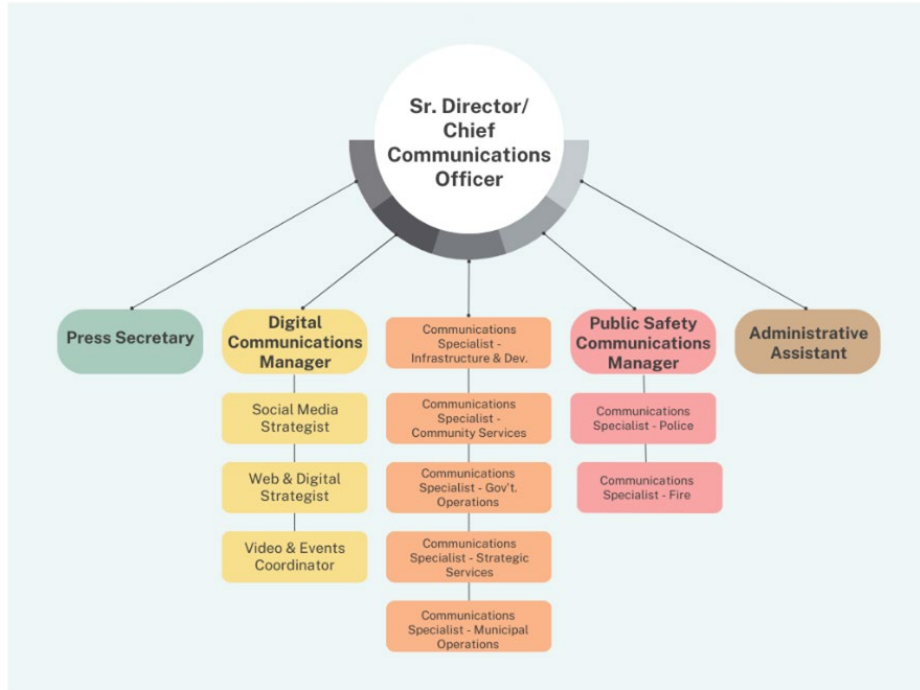 Sr. Director/
Chief
Communications
Officer
Press Secretary
Digital
Communications
Manager
Social Media
Strategist
Web & Digital
Strategist
Video & Events
Coordinator
Communications
Specialist -
Infrastructure & Dev.
Communications
Specialist -
Community Services
Communications
Specialist - Gov't.
Operations
Communications
Specialist - Strategic
Services
Communications
Specialist - Municipal
Operations
Public Safety
Communications
Manager
Communications
Specialist - Police
Communications
Specialist - Fire
Administrative
Assistant